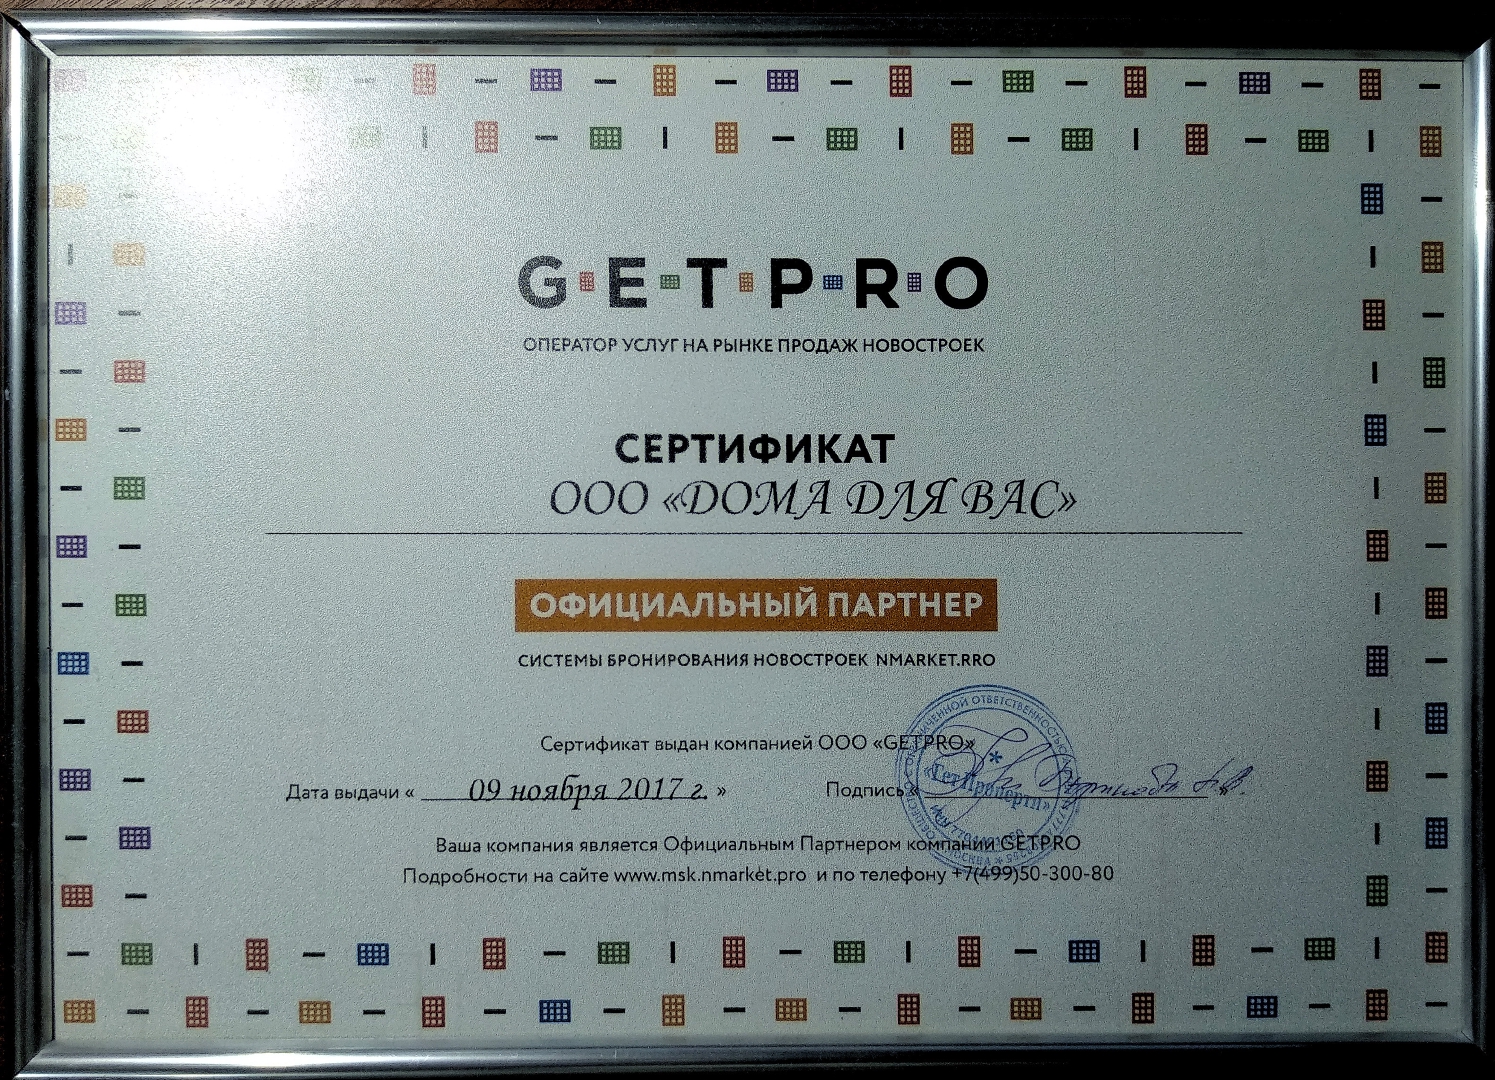 GETPRO
ОПЕРАТОР УСЛУГ НА РЫНКЕ ПРОДАЖ НОВОСТРОЕК
СЕРТИФИКАТ
ООО «ДОМА ДЛЯ ВАС»
ОФИЦИАЛЬНЫЙ ПАРТНЕР
СИСТЕМЫ БРОНИРОВАНИЯ НОВОСТРОЕК NMARKET.RRO
Сертификат выдан компанией ООО «GETPRO»
Дата выдачи « 09 ноября 2017 г. » Подпись « »
«Гет Проперти»
Ваша компания является Официальным Партнером компании GETPRO
Подробности на сайте www.msk.nmarket.pro и по телефону +7(499)50-300-80